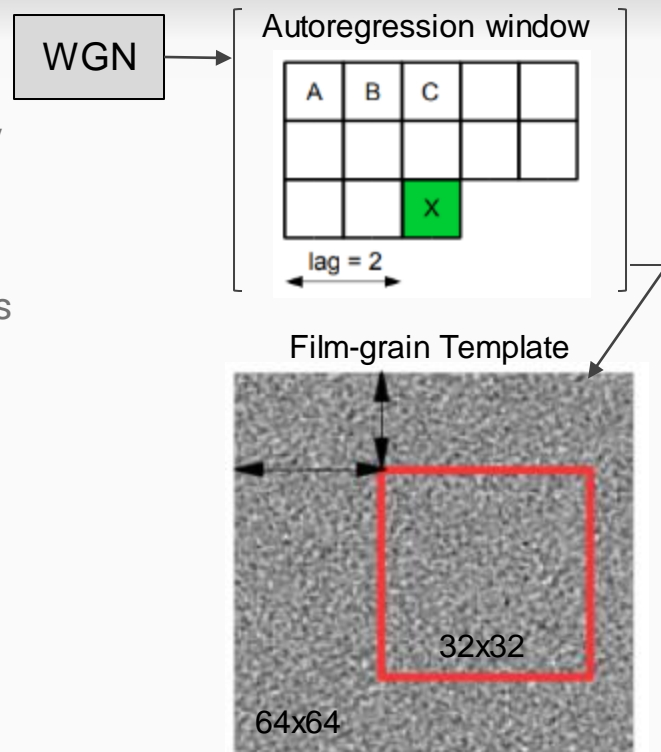 Autoregression window
WGN
A B C
X
lag = 2
s
Film-grain Template
32x32
64x64